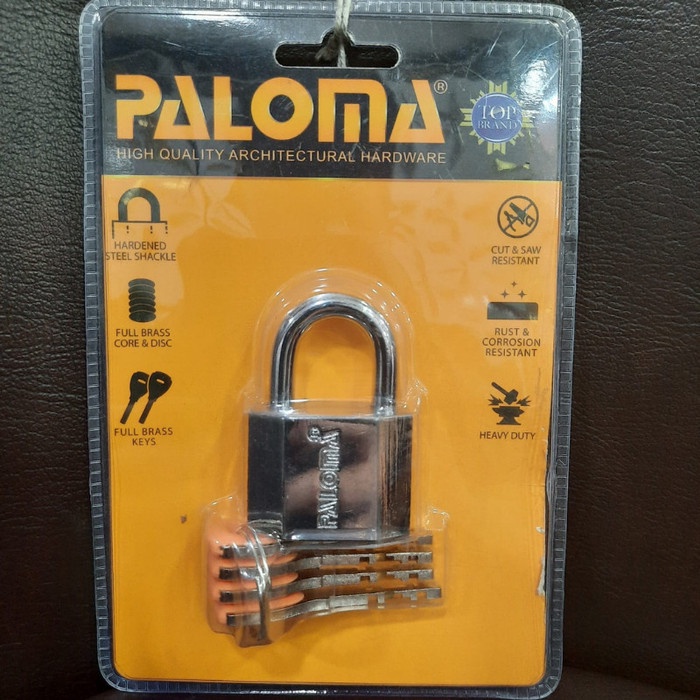 PALOMA®
HIGH QUALITY ARCHITECTURAL HARDWARE
TOP
BRAND
HARDENED
STEEL SHACKLE
FULL BRASS
CORE & DISC
FULL BRASS
KEYS
CUT & SAW
RESISTANT
RUST &
CORROSION
RESISTANT
HEAVY DUTY
PALOMA®